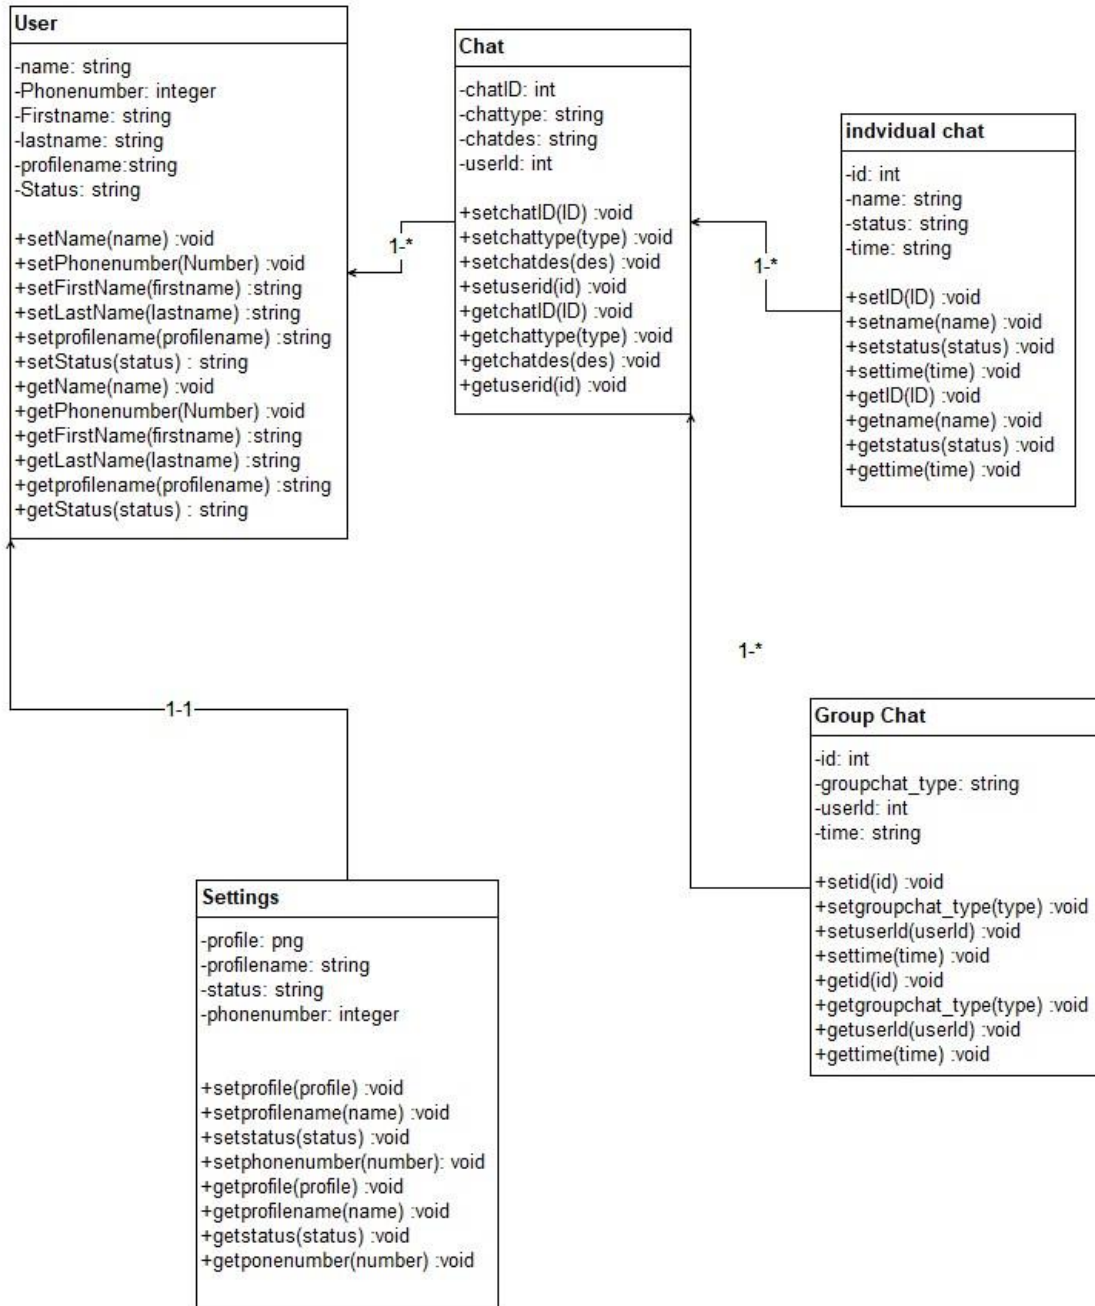 User
-name: string
-Phonenumber: integer
-Firstname: string
-lastname: string
-profilename:string
-Status: string
+setName(name) :void
+setPhonenumber(Number) :void
+setFirstName(firstname) :string
+setLastName(lastname) :string
+setprofilename(profilename) :string
+setStatus(status) : string
+getName(name) :void
+getPhonenumber(Number) :void
+getFirstName(firstname) :string
+getLastName(lastname) :string
+getprofilename(profilename) :string
+getStatus(status) : string
1-*
Chat
-chatID: int
-chattype: string
-chatdes: string
-userId: int
+setchatID(ID) :void
+setchattype(type) :void
+setchatdes(des) :void
+setuserid(id) :void
+getchatID(ID) :void
+getchattype(type) :void
+getchatdes(des) :void
+getuserid(id) :void
1-*
indvidual chat
-id: int
-name: string
-status: string
-time: string
+setID(ID) :void
+setname(name) :void
+setstatus(status) :void
+settime(time) :void
+getID(ID) :void
+getname(name) :void
+getstatus(status) :void
+gettime(time) :void
1-*
1-1
Group Chat
-id: int
-groupchat_type: string
-userId: int
-time: string
+setid(id) :void
+setgroupchat_type(type) :void
+setuserId(userId) :void
+settime(time) :void
+getid(id) :void
+getgroupchat_type(type) :void
+getuserId(userId) :void
+gettime(time) :void
Settings
-profile: png
-profilename: string
-status: string
-phonenumber: integer
+setprofile(profile) :void
+setprofilename(name) :void
+setstatus(status) :void
+setphonenumber(number): void
+getprofile(profile) :void
+getprofilename(name) :void
+getstatus(status) :void
+getponenumber(number) :void